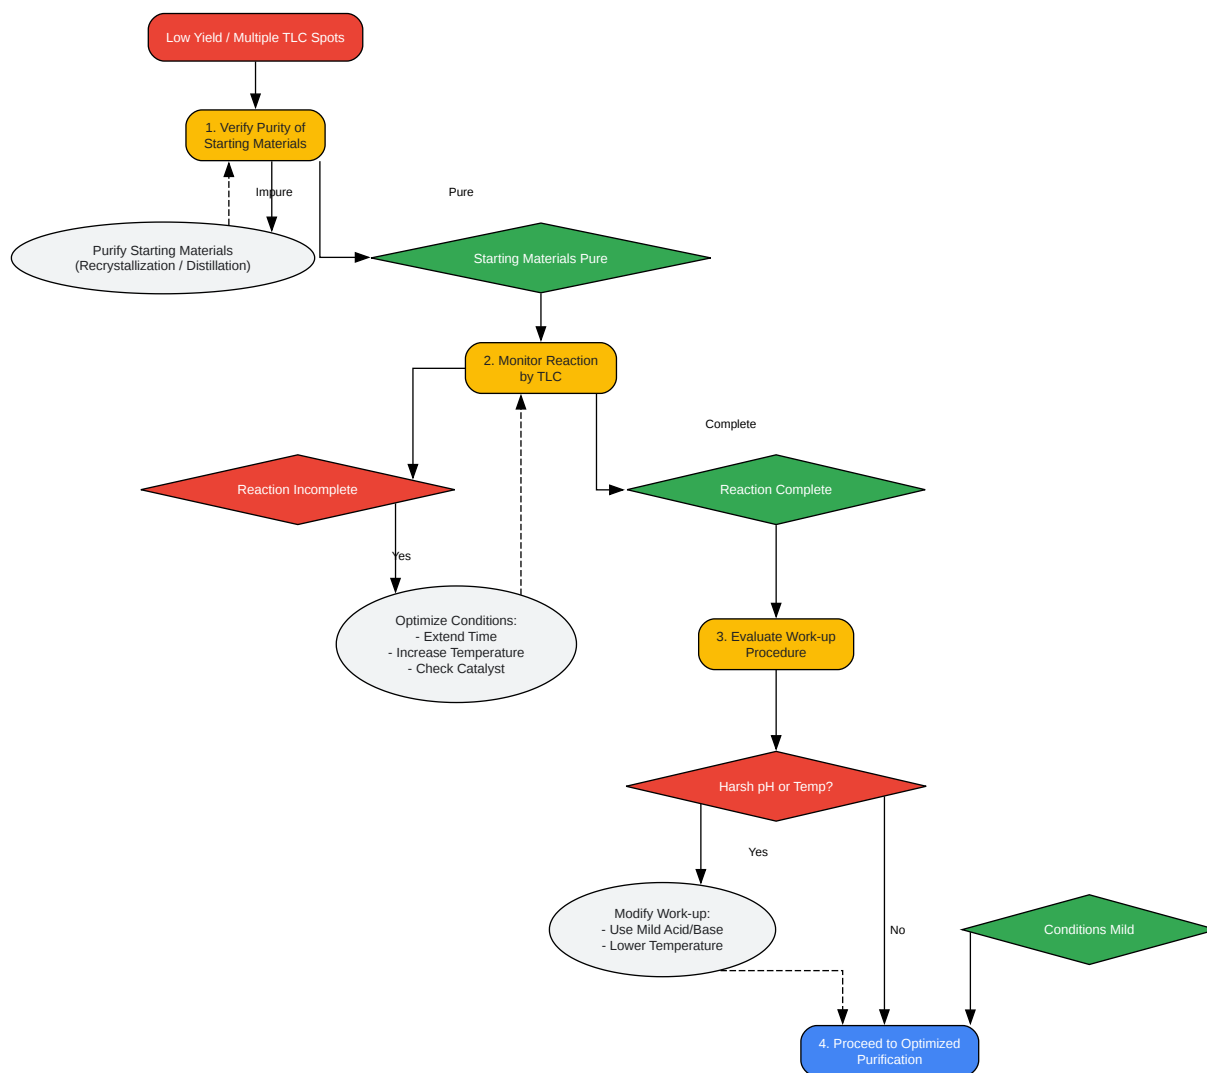 Low Yield / Multiple TLC Spots
1. Verify Purity of
Starting Materials
Impure
Pure
Purify Starting Materials
(Recrystallization / Distillation)
Starting Materials Pure
2. Monitor Reaction
by TLC
Complete
Reaction Incomplete
Reaction Complete
Yes
Optimize Conditions:
- Extend Time
- Increase Temperature
- Check Catalyst
3. Evaluate Work-up
Procedure
Harsh pH or Temp?
Yes
Modify Work-up:
- Use Mild Acid/Base
- Lower Temperature
No
Conditions Mild
4. Proceed to Optimized
Purification